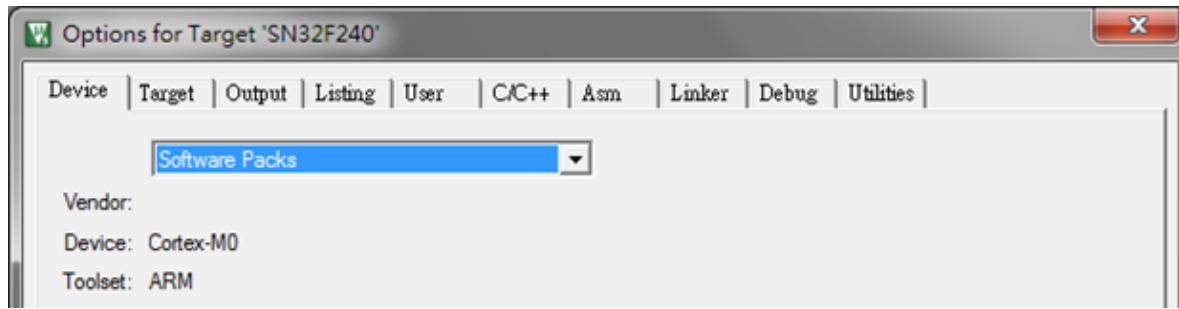 Options for Target 'SN32F240'
Device Target Output Listing User C/C++ Asm Linker Debug Utilities
Software Packs
Vendor:
Device: Cortex-M0
Toolset: ARM